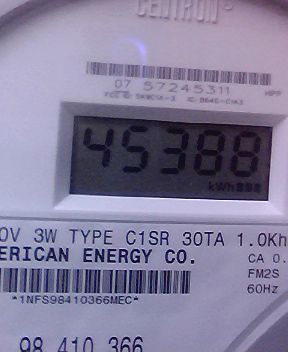 CENTRON
07 57245311
HPP
45388
kWh
0V 3W TYPE C1SR 30TA 1.0Kh
ERICAN ENERGY CO.
CA 0.
FM2S
60Hz
*1NFS98410366MEC*
98 410 366